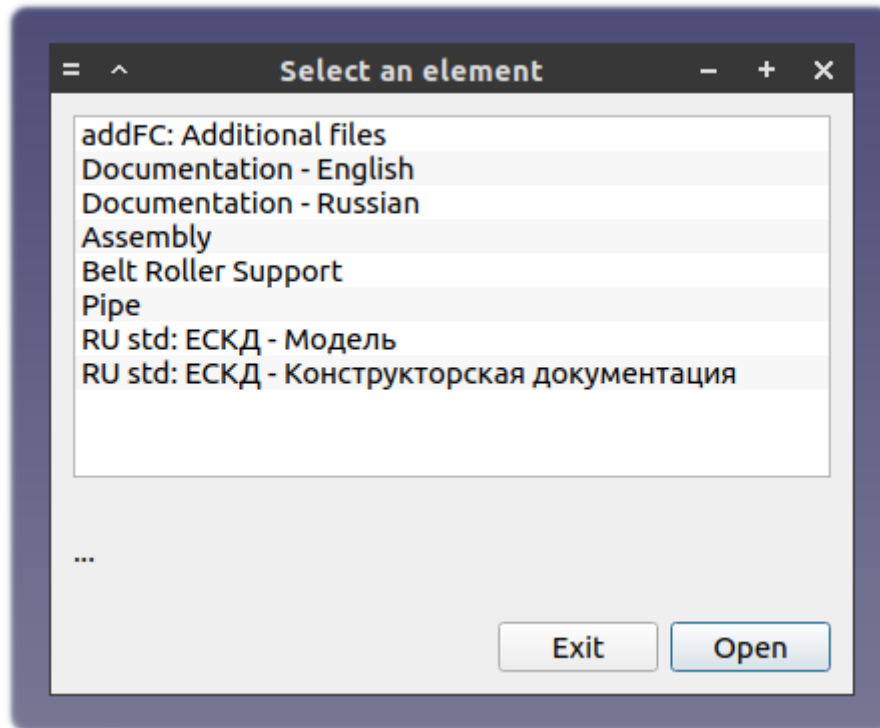 Select an element
addFC: Additional files
Documentation - English
Documentation - Russian
Assembly
Belt Roller Support
Pipe
RU std: ЕСКД - Модель
RU std: ЕСКД - Конструкторская документация
...
Exit Open